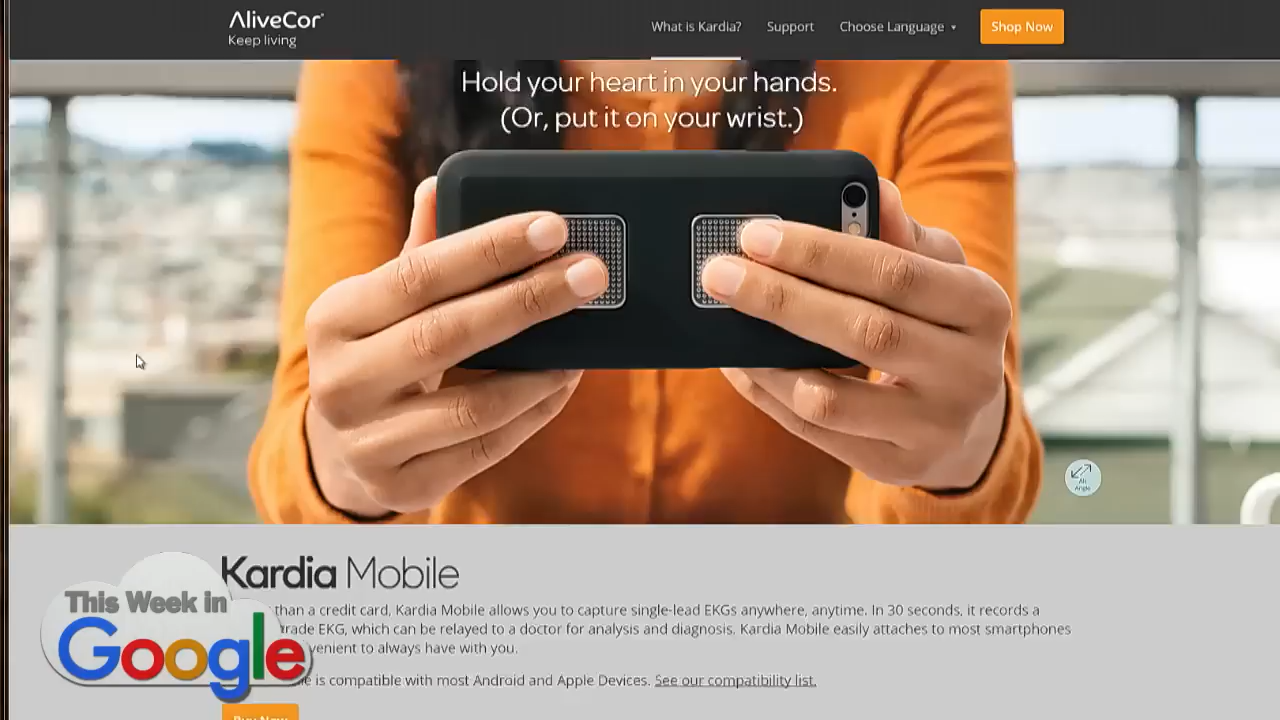 AliveCor
Keep living
What is Kardia?
Support
Choose Language
Shop Now
Hold your heart in your hands.
(Or, put it on your wrist.)
Alt
Angle
Kardia Mobile
than a credit card, Kardia Mobile allows you to capture single-lead EKGs anywhere, anytime. In 30 seconds, it records a
grade EKG, which can be relayed to a doctor for analysis and diagnosis. Kardia Mobile easily attaches to most smartphones
to always have with you.
is compatible with most Android and Apple Devices. See our compatibility list.
Buy Now
This Week in
Google